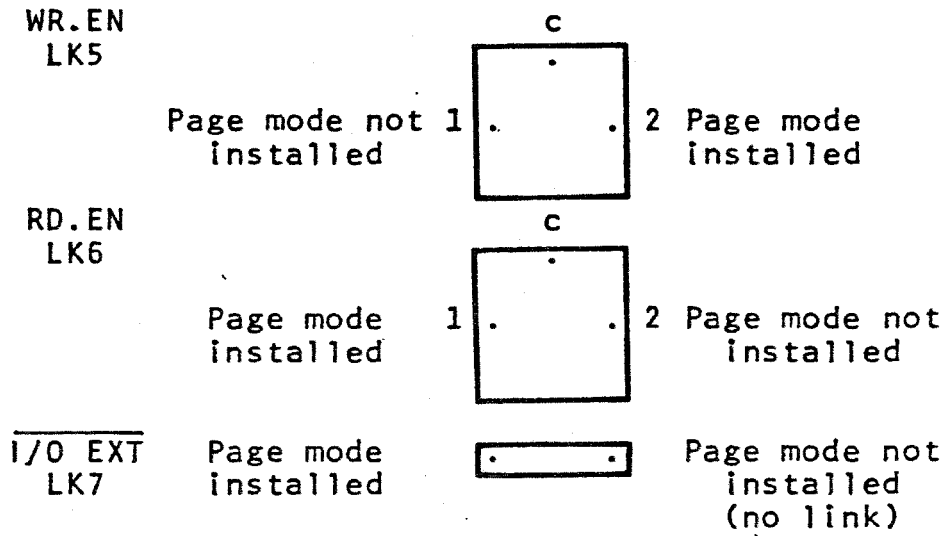 WR.EN
LK5
c
Page mode not 1 2 Page mode
installed installed
RD.EN
LK6
c
Page mode 1 2 Page mode not
installed installed
I/O EXT Page mode Page mode not
LK7 installed installed
(no link)